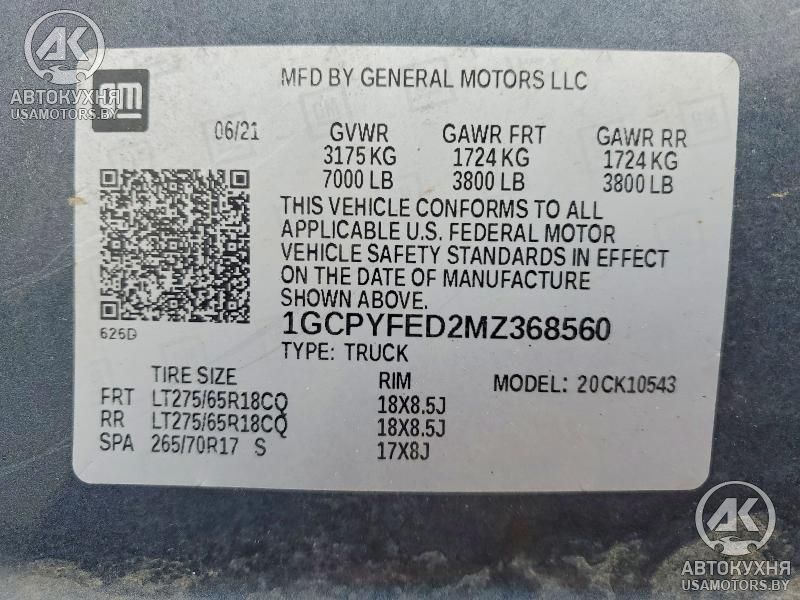 AK
АВТОКУХНЯ
USAMOTORS.BY
GM
MFD BY GENERAL MOTORS LLC
06/21 GVWR GAWR FRT GAWR RR
3175 KG 1724 KG 1724 KG
7000 LB 3800 LB 3800 LB
THIS VEHICLE CONFORMS TO ALL
APPLICABLE U.S. FEDERAL MOTOR
VEHICLE SAFETY STANDARDS IN EFFECT
ON THE DATE OF MANUFACTURE
SHOWN ABOVE.
625D
1GCPYFED2MZ368560
TYPE: TRUCK
TIRE SIZE RIM MODEL: 20CK10543
FRT LT275/65R18CQ 18X8.5J
RR LT275/65R18CQ 18X8.5J
SPA 265/70R17 S 17X8J
AK
АВТОКУХНЯ
USAMOTORS.BY